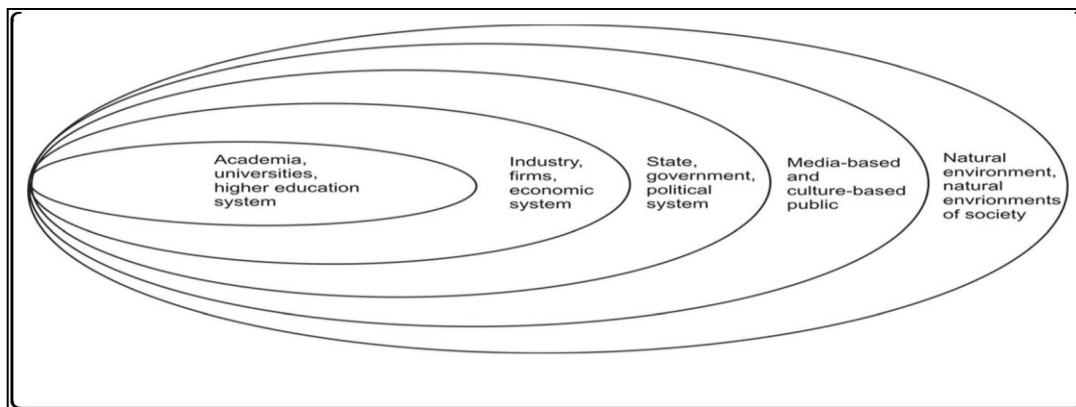 Academia,
universities,
higher education
system
Industry,
firms,
economic
system
State,
government,
political
system
Media-based
and
culture-based
public
Natural
environment,
natural
envrionments
of society